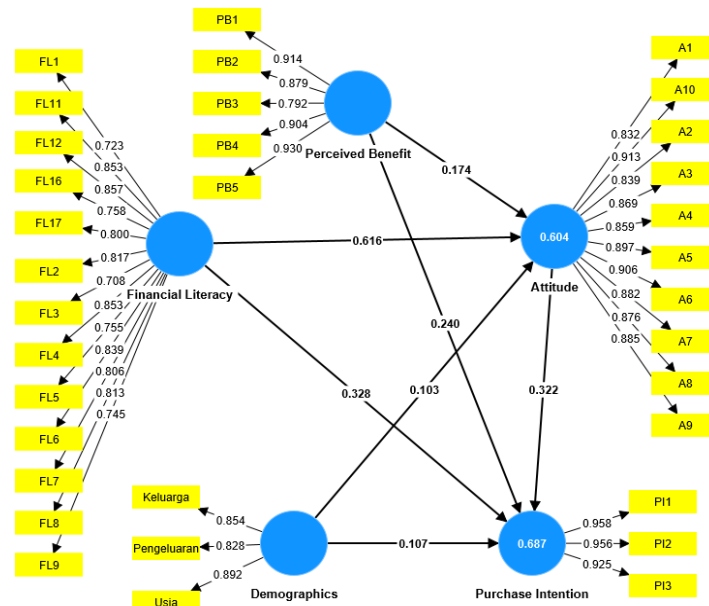 PB1
PB2
PB3
PB4
PB5
0.914
0.879
0.792
0.904
0.930
Perceived Benefit
FL1
FL11
FL12
FL16
FL17
FL2
FL3
FL4
FL5
FL6
FL7
FL8
FL9
0.723
0.853
0.857
0.758
0.800
0.817
0.708
0.853
0.755
0.839
0.806
0.813
0.745
Financial Literacy
0.174
0.616
0.240
0.103
0.328
0.322
0.107
0.604
Attitude
0.832
0.913
0.839
0.869
0.859
0.897
0.906
0.882
0.876
0.885
A1
A10
A2
A3
A4
A5
A6
A7
A8
A9
Keluarga
Pengeluaran
Usia
0.854
0.828
0.892
Demographics
0.687
Purchase Intention
0.958
0.956
0.925
PI1
PI2
PI3